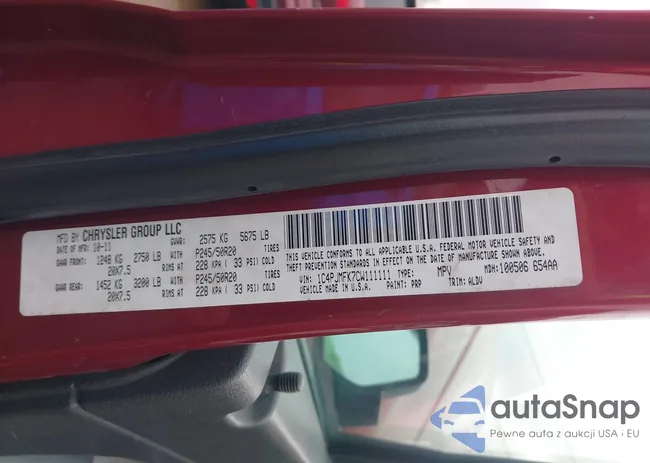 MFD BY CHRYSLER GROUP LLC
DATE OF MFR: 10-11 GVWR: 2575 KG 5675 LB
GWAR FRONT: 1248 KG 2750 LB WITH P245/50R20 TIRES
20X7.5 RIMS AT 228 KPA ( 33 PSI) COLD
GWAR REAR: 1452 KG 3200 LB WITH P245/50R20 TIRES
20X7.5 RIMS AT 228 KPA ( 33 PSI) COLD
THIS VEHICLE CONFORMS TO ALL APPLICABLE U.S.A. FEDERAL MOTOR VEHICLE SAFETY AND
THEFT PREVENTION STANDARDS IN EFFECT ON THE DATE OF MANUFACTURE SHOWN ABOVE.
VIN: 1C4PJMFK7CW111111 TYPE: MPV MDH: 100506 654AA
VEHICLE MADE IN U.S.A. PAINT: PRP TRIM: ALDV
autaSnap
Pewne auta z aukcji USA i EU